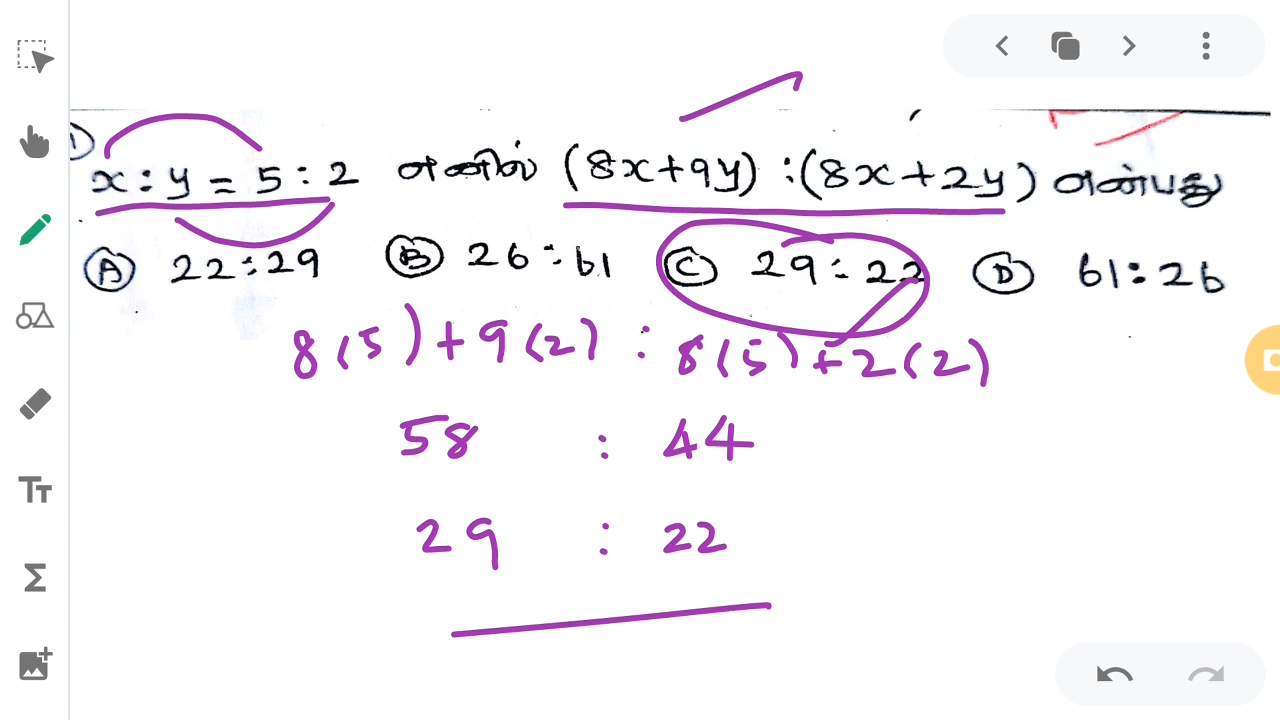 1)
x : y = 5 : 2 எனில் (8x+9y) : (8x+2y) என்பது
Ⓐ 22:29 Ⓑ 26:61 Ⓒ 29:22 Ⓓ 61:26
8(5)+9(2) : 8(5)+2(2)
58 : 44
29 : 22